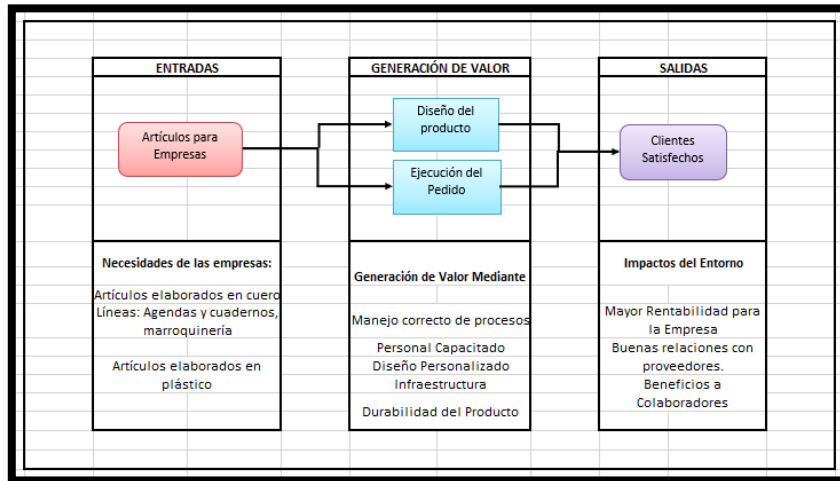 ENTRADAS
Artículos para
Empresas
Necesidades de las empresas:
Artículos elaborados en cuero
Líneas: Agendas y cuadernos,
marroquinería
Artículos elaborados en
plástico
GENERACIÓN DE VALOR
Diseño del
producto
Ejecución del
Pedido
Generación de Valor Mediante
Manejo correcto de procesos
Personal Capacitado
Diseño Personalizado
Infraestructura
Durabilidad del Producto
SALIDAS
Clientes
Satisfechos
Impactos del Entorno
Mayor Rentabilidad para
la Empresa
Buenas relaciones con
proveedores.
Beneficios a
Colaboradores